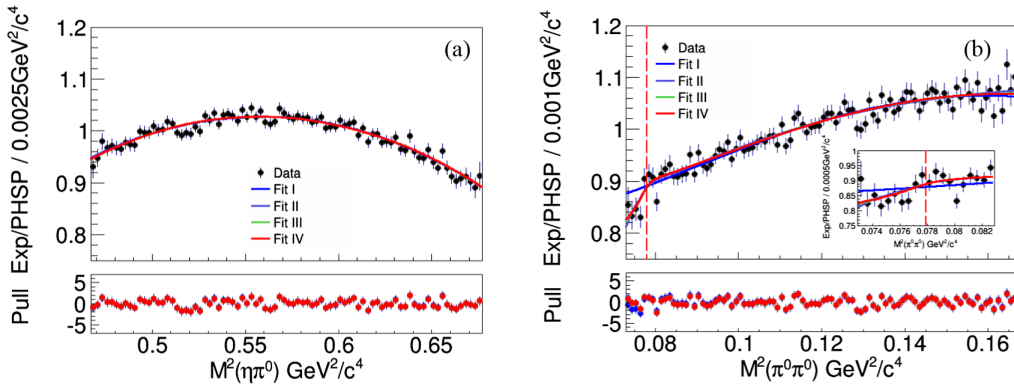 Exp/PHSP / 0.0025GeV²/c⁴
1.2
1.1
1
0.9
0.8
(a)
Data
Fit I
Fit II
Fit III
Fit IV
Pull
5
0
-5
0.5
0.55
0.6
0.65
M²(ηπ⁰) GeV²/c⁴
Exp/PHSP / 0.001GeV²/c⁴
1.2
1.1
1.0
0.9
0.8
(b)
Data
Fit I
Fit II
Fit III
Fit IV
Exp/PHSP / 0.0005GeV²/c⁴
0.95
0.9
0.85
0.8
0.75
0.074
0.076
0.078
0.08
0.082
M²(π⁰π⁰) GeV²/c⁴
Pull
5
0
-5
0.08
0.1
0.12
0.14
0.16
M²(π⁰π⁰) GeV²/c⁴